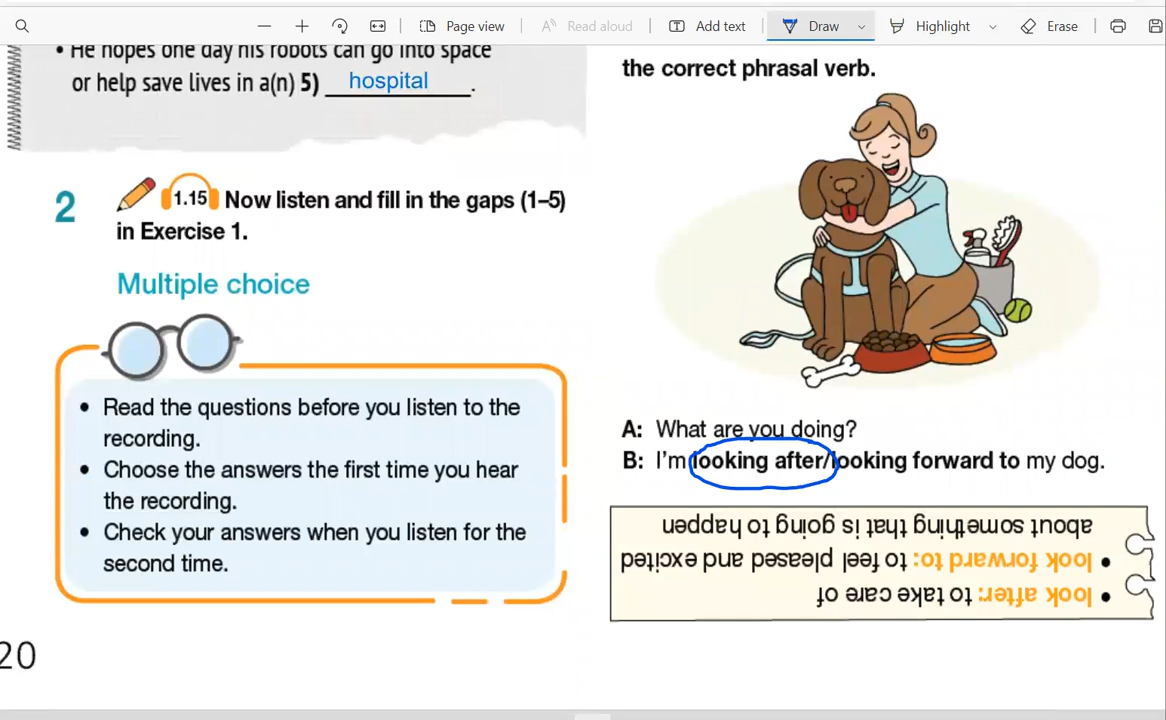 Page view
Read aloud
Add text
Draw
Highlight
Erase
• He hopes one day his robots can go into space
or help save lives in a(n) 5) hospital.
2
1.15 Now listen and fill in the gaps (1–5)
in Exercise 1.
Multiple choice
• Read the questions before you listen to the
recording.
• Choose the answers the first time you hear
the recording.
• Check your answers when you listen for the
second time.
20
the correct phrasal verb.
A: What are you doing?
B: I'm looking after/looking forward to my dog.
• look after: to take care of
• look forward to: to feel pleased and excited
about something that is going to happen